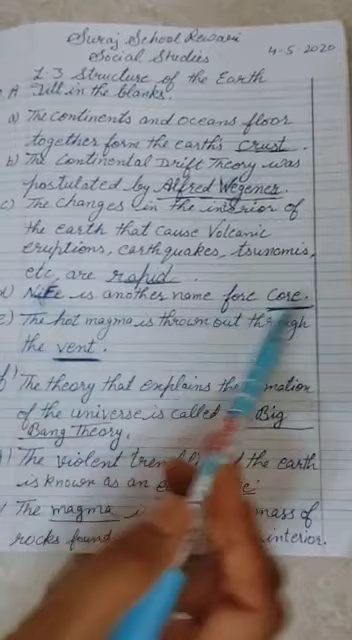 Suraj School Rewari
Social Studies
4-5-2020
L-3 Structure of the Earth
A Fill in the blanks.
a) The continents and oceans floor
together form the earth's crust.
b) The Continental Drift Theory was
postulated by Alfred Wegener.
c) The changes in the interior of
the earth that cause volcanic
eruptions, earthquakes, tsunamis,
etc, are rapid.
d) NiFe is another name for Core.
e) The hot magma is thrown out through
the vent.
f) The theory that explains the mation
of the universe is called Big
Bang Theory.
The violent the earth
is known as an
The magma mass of
rocks found interior.